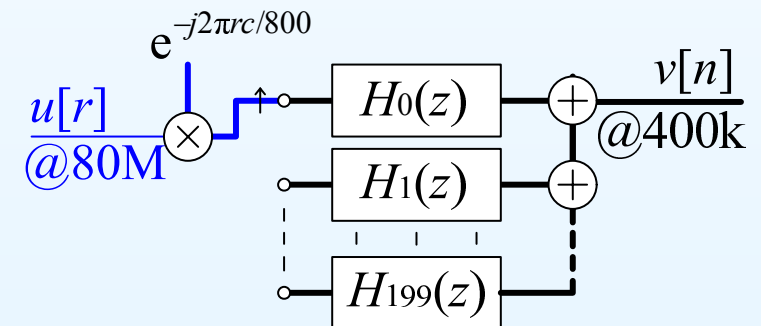 e^{–j2πrc/800}
u[r]
@80M
×
↑
H0(z)
+
v[n]
@400k
H1(z)
+
H199(z)